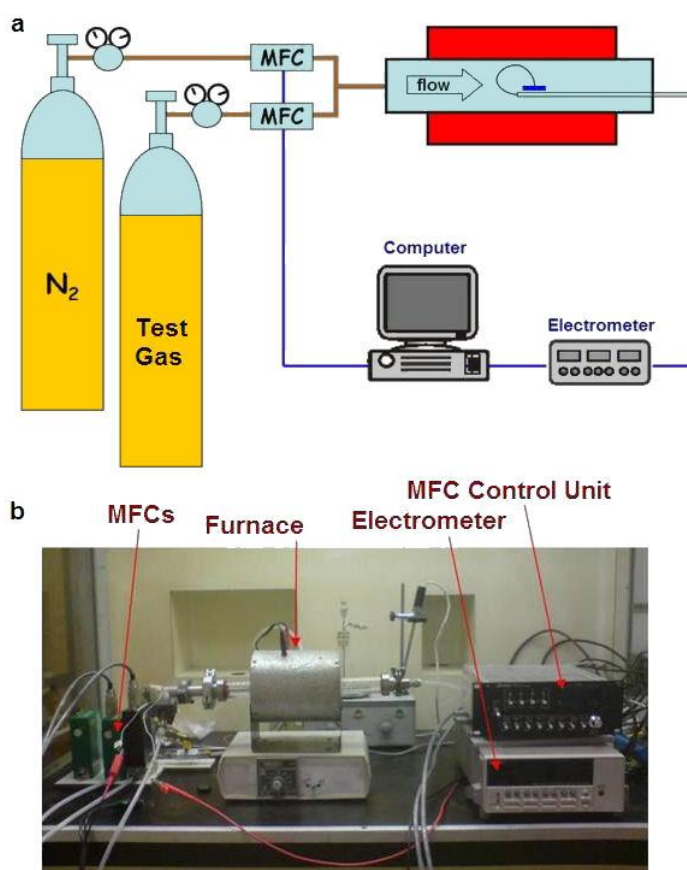 a
MFC
MFC
flow
N₂
Test
Gas
Computer
Electrometer
b
MFCs
Furnace
MFC Control Unit
Electrometer